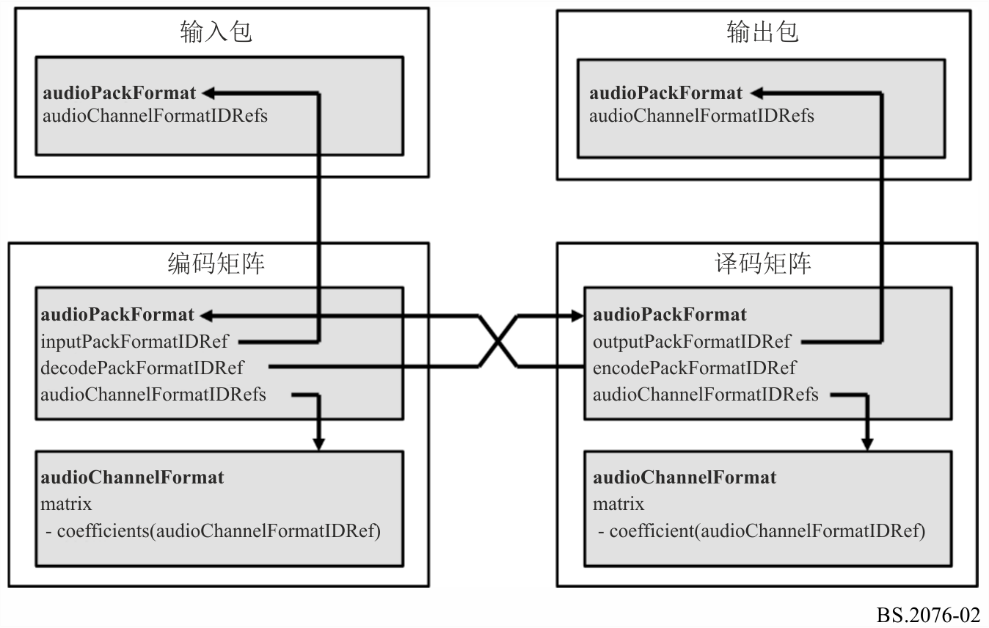 输入包
audioPackFormat
audioChannelFormatIDRefs
输出包
audioPackFormat
audioChannelFormatIDRefs
编码矩阵
audioPackFormat
inputPackFormatIDRef
decodePackFormatIDRef
audioChannelFormatIDRefs
audioChannelFormat
matrix
- coefficients(audioChannelFormatIDRef)
译码矩阵
audioPackFormat
outputPackFormatIDRef
encodePackFormatIDRef
audioChannelFormatIDRefs
audioChannelFormat
matrix
- coefficient(audioChannelFormatIDRef)
BS.2076-02